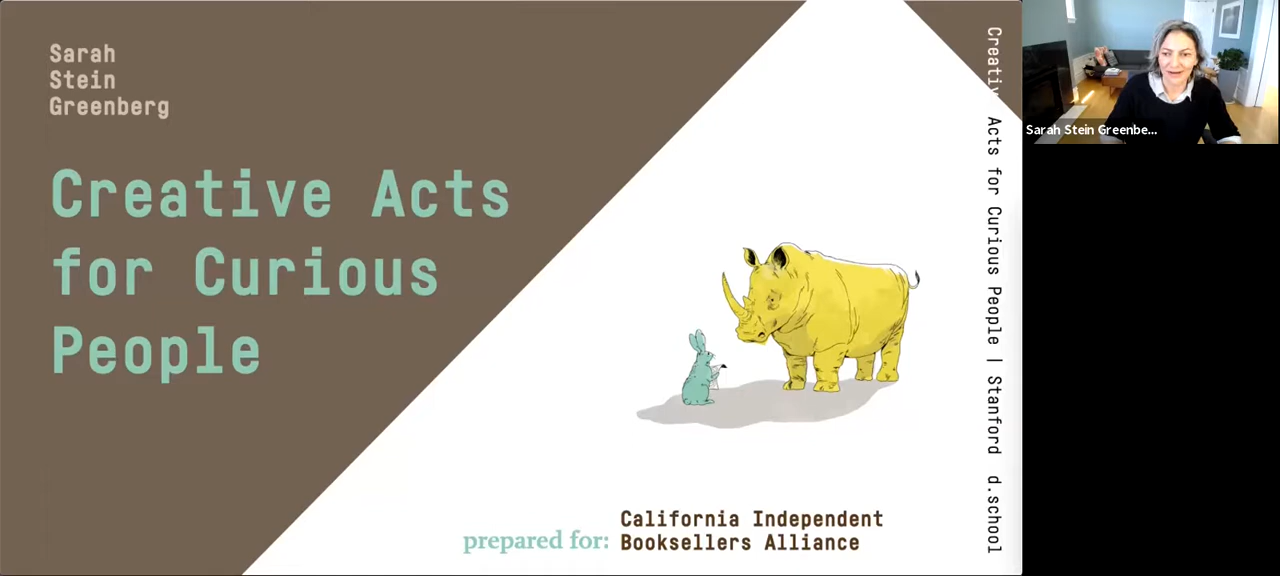 Sarah
Stein
Greenberg
Creative Acts
for Curious
People
prepared for:
California Independent
Booksellers Alliance
Creativ Acts for Curious People | Stanford d.school
Sarah Stein Greenbe...